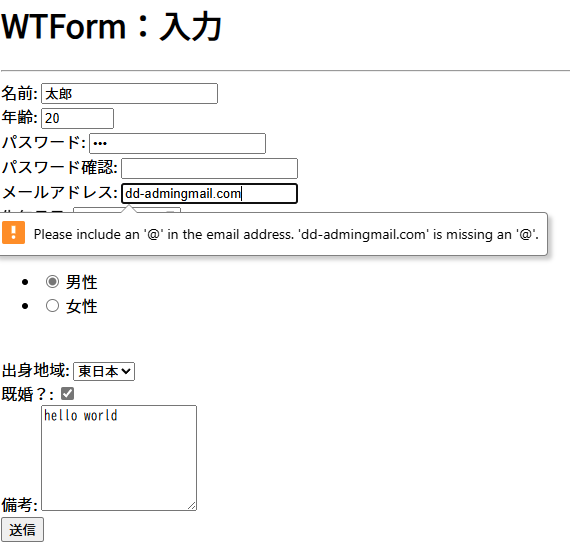 WTForm：入力
名前: 太郎
年齢: 20
パスワード: •••
パスワード確認:
メールアドレス: dd-admingmail.com
! Please include an '@' in the email address. 'dd-admingmail.com' is missing an '@'.
男性
女性
出身地域: 東日本
既婚？:
hello world
備考:
送信